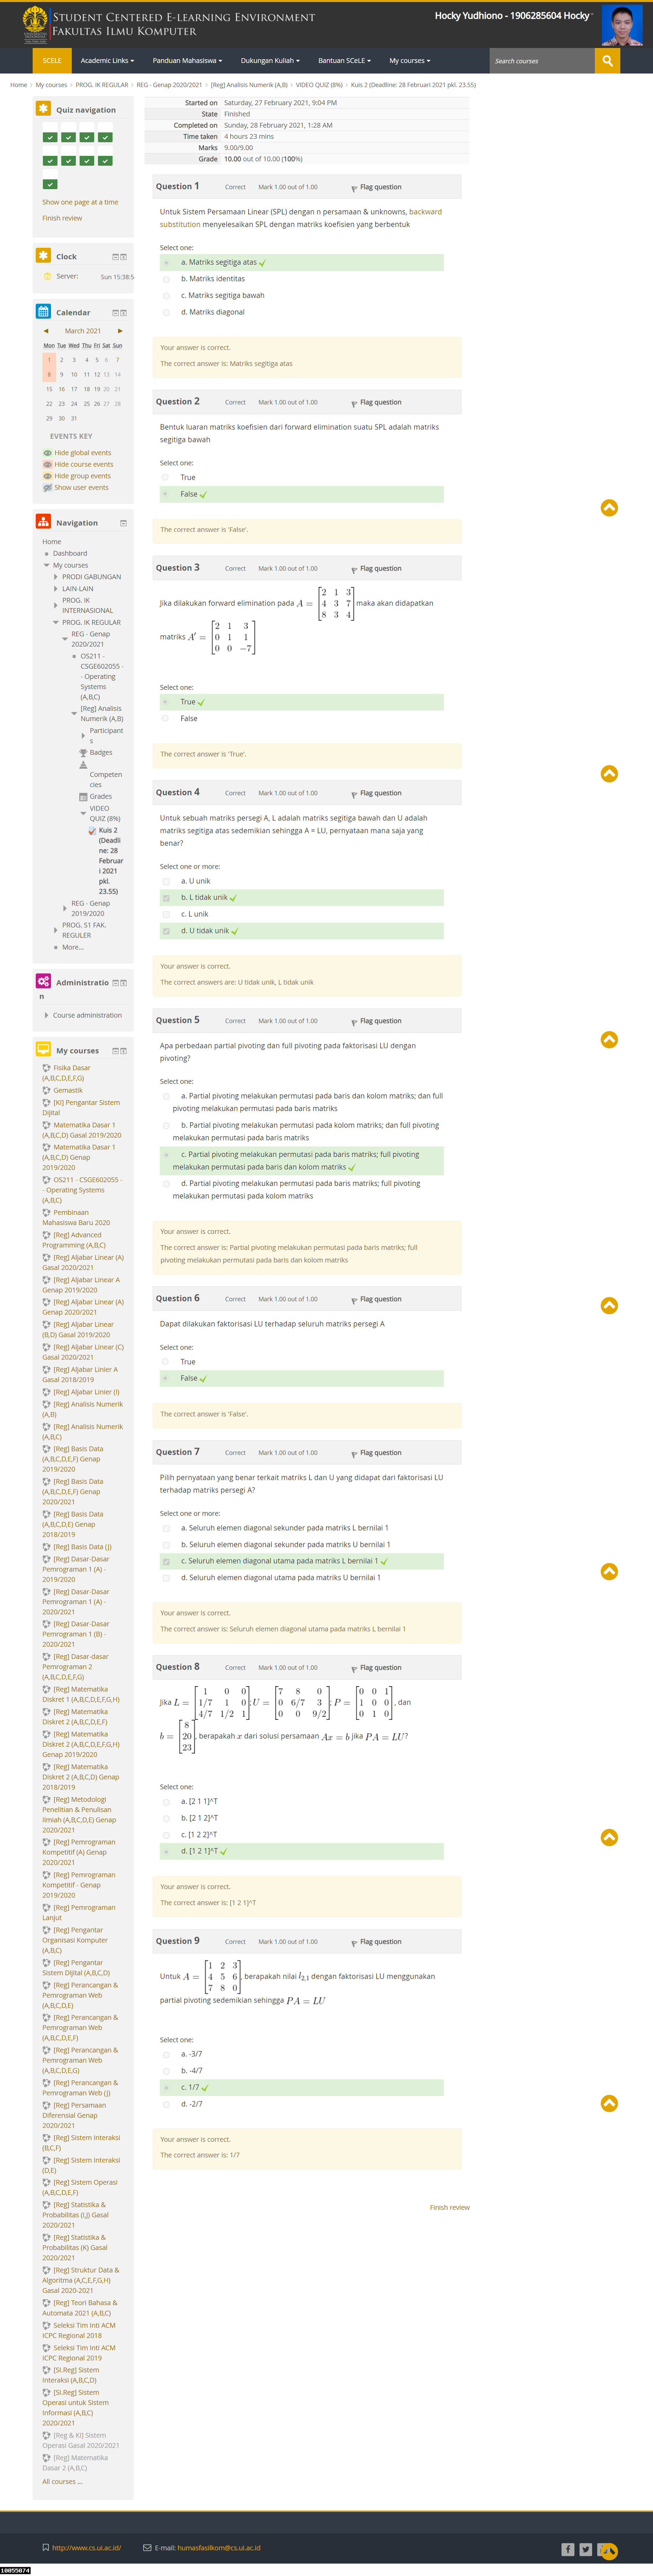 Student Centered E-learning Environment
Fakultas Ilmu Komputer
Hocky Yudhiono - 1906285604 Hocky
SCELE
Academic Links
Panduan Mahasiswa
Dukungan Kuliah
Bantuan SCeLE
My courses
Search courses
Home
My courses
PROG. IK REGULAR
REG - Genap 2020/2021
[Reg] Analisis Numerik (A,B)
VIDEO QUIZ (8%)
Kuis 2 (Deadline: 28 Februari 2021 pkl. 23.55)
Quiz navigation
Show one page at a time
Finish review
Clock
Server:
Sun 15:38:5
Calendar
◄ March 2021 ►
Mon Tue Wed Thu Fri Sat Sun
1 2 3 4 5 6 7
8 9 10 11 12 13 14
15 16 17 18 19 20 21
22 23 24 25 26 27 28
29 30 31
EVENTS KEY
Hide global events
Hide course events
Hide group events
Show user events
Navigation
Home
Dashboard
My courses
PRODI GABUNGAN
LAIN-LAIN
PROG. IK
INTERNASIONAL
PROG. IK REGULAR
REG - Genap
2020/2021
OS211 -
CSGE602055 -
- Operating
Systems
(A,B,C)
[Reg] Analisis
Numerik (A,B)
Participant
s
Badges
Competen
cies
Grades
VIDEO
QUIZ (8%)
Kuis 2
(Deadli
ne: 28
Februar
i 2021
pkl.
23.55)
REG - Genap
2019/2020
PROG. S1 FAK.
REGULER
More...
Administratio
n
Course administration
My courses
Fisika Dasar
(A,B,C,D,E,F,G)
Gemastik
[KI] Pengantar Sistem
Dijital
Matematika Dasar 1
(A,B,C,D) Gasal 2019/2020
Matematika Dasar 1
(A,B,C,D) Genap
2019/2020
OS211 - CSGE602055 -
- Operating Systems
(A,B,C)
Pembinaan
Mahasiswa Baru 2020
[Reg] Advanced
Programming (A,B,C)
[Reg] Aljabar Linear (A)
Gasal 2020/2021
[Reg] Aljabar Linear A
Genap 2019/2020
[Reg] Aljabar Linear (A)
Genap 2020/2021
[Reg] Aljabar Linear
(B,D) Gasal 2019/2020
[Reg] Aljabar Linear (C)
Gasal 2020/2021
[Reg] Aljabar Linier A
Gasal 2018/2019
[Reg] Aljabar Linier (I)
[Reg] Analisis Numerik
(A,B)
[Reg] Analisis Numerik
(A,B,C)
[Reg] Basis Data
(A,B,C,D,E,F) Genap
2019/2020
[Reg] Basis Data
(A,B,C,D,E,F) Genap
2020/2021
[Reg] Basis Data
(A,B,C,D,E) Genap
2018/2019
[Reg] Basis Data (J)
[Reg] Dasar-Dasar
Pemrograman 1 (A) -
2019/2020
[Reg] Dasar-Dasar
Pemrograman 1 (A) -
2020/2021
[Reg] Dasar-Dasar
Pemrograman 1 (B) -
2020/2021
[Reg] Dasar-dasar
Pemrograman 2
(A,B,C,D,E,F,G)
[Reg] Matematika
Diskret 1 (A,B,C,D,E,F,G,H)
[Reg] Matematika
Diskret 2 (A,B,C,D,E,F)
[Reg] Matematika
Diskret 2 (A,B,C,D,E,F,G,H)
Genap 2019/2020
[Reg] Matematika
Diskret 2 (A,B,C,D) Genap
2018/2019
[Reg] Metodologi
Penelitian & Penulisan
Ilmiah (A,B,C,D,E) Genap
2020/2021
[Reg] Pemrograman
Kompetitif (A) Genap
2020/2021
[Reg] Pemrograman
Kompetitif - Genap
2019/2020
[Reg] Pemrograman
Lanjut
[Reg] Pengantar
Organisasi Komputer
(A,B,C)
[Reg] Pengantar
Sistem Dijital (A,B,C,D)
[Reg] Perancangan &
Pemrograman Web
(A,B,C,D,E)
[Reg] Perancangan &
Pemrograman Web
(A,B,C,D,E,F)
[Reg] Perancangan &
Pemrograman Web
(A,B,C,D,E,G)
[Reg] Perancangan &
Pemrograman Web (J)
[Reg] Persamaan
Diferensial Genap
2020/2021
[Reg] Sistem Interaksi
(B,C,F)
[Reg] Sistem Interaksi
(D,E)
[Reg] Sistem Operasi
(A,B,C,D,E,F)
[Reg] Statistika &
Probabilitas (I,J) Gasal
2020/2021
[Reg] Statistika &
Probabilitas (K) Gasal
2020/2021
[Reg] Struktur Data &
Algoritma (A,C,E,F,G,H)
Gasal 2020-2021
[Reg] Teori Bahasa &
Automata 2021 (A,B,C)
Seleksi Tim Inti ACM
ICPC Regional 2018
Seleksi Tim Inti ACM
ICPC Regional 2019
[SI.Reg] Sistem
Interaksi (A,B,C,D)
[SI.Reg] Sistem
Operasi untuk Sistem
Informasi (A,B,C)
2020/2021
[Reg & KI] Sistem
Operasi Gasal 2020/2021
[Reg] Matematika
Dasar 2 (A,B,C)
All courses ...
Started on Saturday, 27 February 2021, 9:04 PM
State Finished
Completed on Sunday, 28 February 2021, 1:28 AM
Time taken 4 hours 23 mins
Marks 9.00/9.00
Grade 10.00 out of 10.00 (100%)
Question 1 Correct Mark 1.00 out of 1.00 Flag question
Untuk Sistem Persamaan Linear (SPL) dengan n persamaan & unknowns, backward
substitution menyelesaikan SPL dengan matriks koefisien yang berbentuk
Select one:
a. Matriks segitiga atas
b. Matriks identitas
c. Matriks segitiga bawah
d. Matriks diagonal
Your answer is correct.
The correct answer is: Matriks segitiga atas
Question 2 Correct Mark 1.00 out of 1.00 Flag question
Bentuk luaran matriks koefisien dari forward elimination suatu SPL adalah matriks
segitiga bawah
Select one:
True
False
The correct answer is 'False'.
Question 3 Correct Mark 1.00 out of 1.00 Flag question
Jika dilakukan forward elimination pada A = [2 1 3; 4 3 7; 8 3 4] maka akan didapatkan
matriks A' = [2 1 3; 0 1 1; 0 0 −7]
Select one:
True
False
The correct answer is 'True'.
Question 4 Correct Mark 1.00 out of 1.00 Flag question
Untuk sebuah matriks persegi A, L adalah matriks segitiga bawah dan U adalah
matriks segitiga atas sedemikian sehingga A = LU, pernyataan mana saja yang
benar?
Select one or more:
a. U unik
b. L tidak unik
c. L unik
d. U tidak unik
Your answer is correct.
The correct answers are: U tidak unik, L tidak unik
Question 5 Correct Mark 1.00 out of 1.00 Flag question
Apa perbedaan partial pivoting dan full pivoting pada faktorisasi LU dengan
pivoting?
Select one:
a. Partial pivoting melakukan permutasi pada baris dan kolom matriks; dan full
pivoting melakukan permutasi pada baris matriks
b. Partial pivoting melakukan permutasi pada kolom matriks; dan full pivoting
melakukan permutasi pada baris matriks
c. Partial pivoting melakukan permutasi pada baris matriks; full pivoting
melakukan permutasi pada baris dan kolom matriks
d. Partial pivoting melakukan permutasi pada baris matriks; full pivoting
melakukan permutasi pada kolom matriks
Your answer is correct.
The correct answer is: Partial pivoting melakukan permutasi pada baris matriks; full
pivoting melakukan permutasi pada baris dan kolom matriks
Question 6 Correct Mark 1.00 out of 1.00 Flag question
Dapat dilakukan faktorisasi LU terhadap seluruh matriks persegi A
Select one:
True
False
The correct answer is 'False'.
Question 7 Correct Mark 1.00 out of 1.00 Flag question
Pilih pernyataan yang benar terkait matriks L dan U yang didapat dari faktorisasi LU
terhadap matriks persegi A?
Select one or more:
a. Seluruh elemen diagonal sekunder pada matriks L bernilai 1
b. Seluruh elemen diagonal sekunder pada matriks U bernilai 1
c. Seluruh elemen diagonal utama pada matriks L bernilai 1
d. Seluruh elemen diagonal utama pada matriks U bernilai 1
Your answer is correct.
The correct answer is: Seluruh elemen diagonal utama pada matriks L bernilai 1
Question 8 Correct Mark 1.00 out of 1.00 Flag question
Jika L = [1 0 0; 1/7 1 0; 4/7 1/2 1]; U = [7 8 0; 0 6/7 3; 0 0 9/2]; P = [0 0 1; 1 0 0; 0 1 0], dan
b = [8; 20; 23], berapakah x dari solusi persamaan Ax = b jika PA = LU?
Select one:
a. [2 1 1]^T
b. [2 1 2]^T
c. [1 2 2]^T
d. [1 2 1]^T
Your answer is correct.
The correct answer is: [1 2 1]^T
Question 9 Correct Mark 1.00 out of 1.00 Flag question
Untuk A = [1 2 3; 4 5 6; 7 8 0], berapakah nilai l2,1 dengan faktorisasi LU menggunakan
partial pivoting sedemikian sehingga PA = LU
Select one:
a. -3/7
b. -4/7
c. 1/7
d. -2/7
Your answer is correct.
The correct answer is: 1/7
Finish review
http://www.cs.ui.ac.id/
E-mail: humasfasilkom@cs.ui.ac.id
10055074